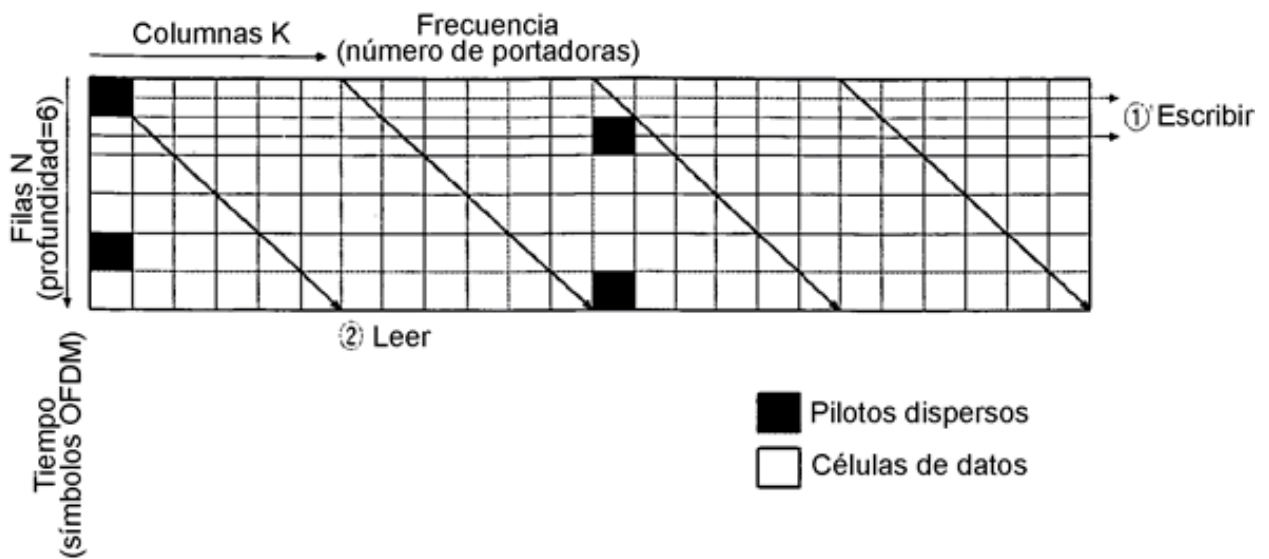 Columnas K
Frecuencia
(número de portadoras)
Filas N
(profundidad=6)
① Escribir
② Leer
Tiempo
(símbolos OFDM)
Pilotos dispersos
Células de datos